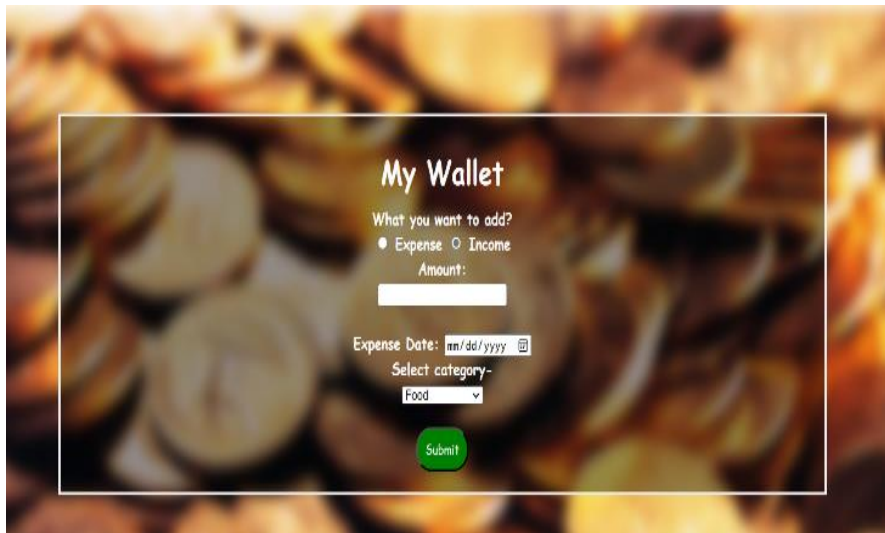 My Wallet
What you want to add?
Expense Income
Amount:
Expense Date: mm/dd/yyyy
Select category-
Food
Submit